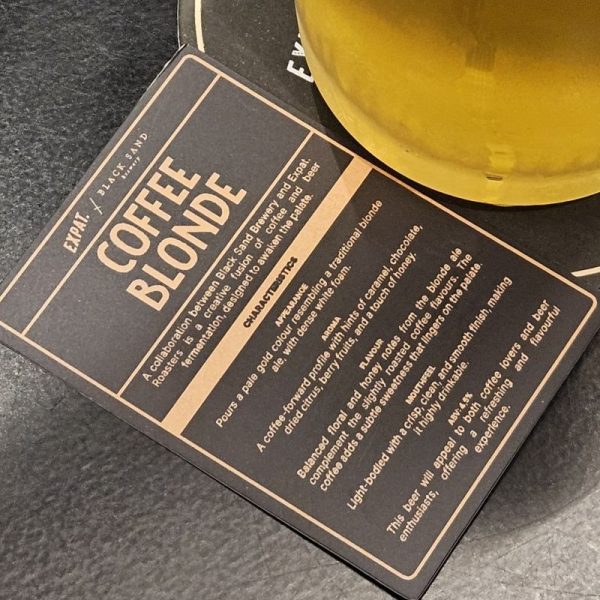 EXPAT. X BLACK SAND
brewery
COFFEE
BLONDE
A collaboration between Black Sand Brewery and Expat.
Roasters is a creative fusion of coffee and beer
fermentation, designed to awaken the palate.
CHARACTERISTICS
APPEARANCE
Pours a pale gold colour resembling a traditional blonde
ale, with dense white foam.
AROMA
A coffee-forward profile with hints of caramel, chocolate,
dried citrus, berry fruits, and a touch of honey.
FLAVOUR
Balanced floral and honey notes from the blonde ale
complement the slightly roasted coffee flavours. The
coffee adds a subtle sweetness that lingers on the palate.
MOUTHFEEL
Light-bodied with a crisp, clean, and smooth finish, making
it highly drinkable.
ABV: 4.9%
This beer will appeal to both coffee lovers and beer
enthusiasts, offering a refreshing and flavourful
experience.